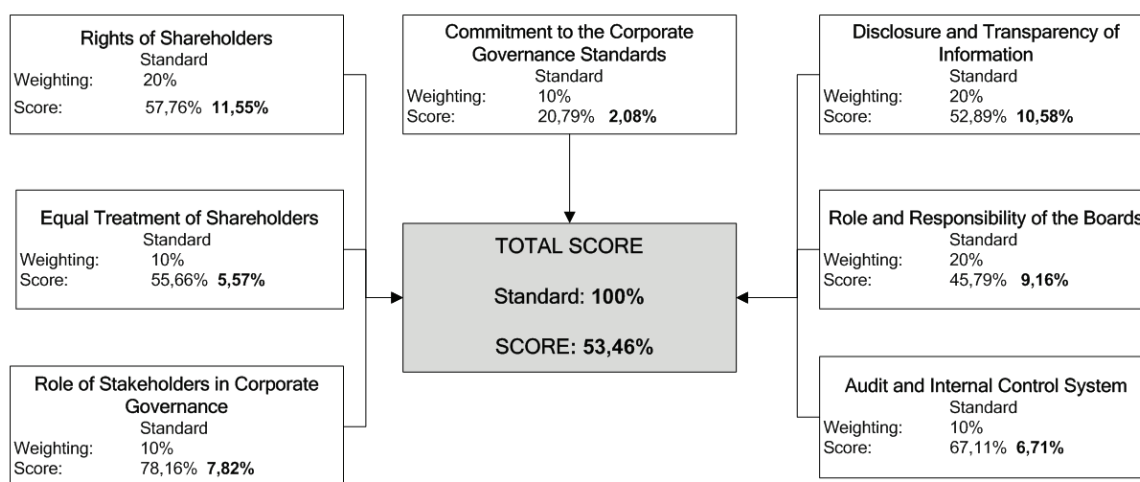 Rights of Shareholders
Standard
Weighting: 20%
Score: 57,76% 11,55%
Commitment to the Corporate
Governance Standards
Standard
Weighting: 10%
Score: 20,79% 2,08%
Disclosure and Transparency of
Information
Standard
Weighting: 20%
Score: 52,89% 10,58%
Equal Treatment of Shareholders
Standard
Weighting: 10%
Score: 55,66% 5,57%
TOTAL SCORE
Standard: 100%
SCORE: 53,46%
Role and Responsibility of the Boards
Standard
Weighting: 20%
Score: 45,79% 9,16%
Role of Stakeholders in Corporate
Governance
Standard
Weighting: 10%
Score: 78,16% 7,82%
Audit and Internal Control System
Standard
Weighting: 10%
Score: 67,11% 6,71%